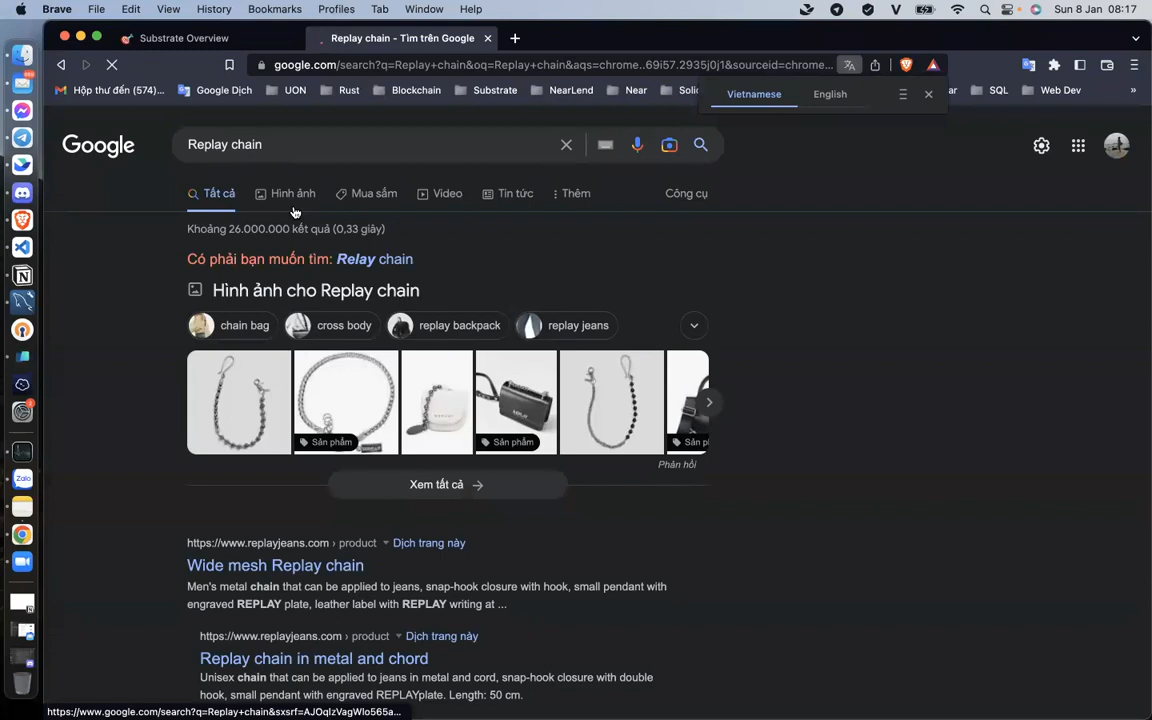 Brave File Edit View History Bookmarks Profiles Tab Window Help Sun 8 Jan 08:17
Substrate Overview
Replay chain - Tìm trên Google
google.com/search?q=Replay+chain&oq=Replay+chain&aqs=chrome..69i57.2935j0j1&sourceid=chrome...
Hộp thư đến (574)... Google Dịch UON Rust Blockchain Substrate NearLend Near Solic ar SQL Web Dev »
Vietnamese English
Google
Replay chain
Tất cả Hình ảnh Mua sắm Video Tin tức Thêm Công cụ
Khoảng 26.000.000 kết quả (0,33 giây)
Có phải bạn muốn tìm: Relay chain
Hình ảnh cho Replay chain
chain bag cross body replay backpack replay jeans
Sản phẩm Sản phẩm Sản pl
Phản hồi
Xem tất cả
https://www.replayjeans.com › product Dịch trang này
Wide mesh Replay chain
Men's metal chain that can be applied to jeans, snap-hook closure with hook, small pendant with
engraved REPLAY plate, leather label with REPLAY writing at ...
https://www.replayjeans.com › product Dịch trang này
Replay chain in metal and chord
Unisex chain that can be applied to jeans in metal and cord, snap-hook closure with double
hook, small pendant with engraved REPLAYplate. Length: 50 cm.
Zalo
https://www.google.com/search?q=Replay+chain&sxsrf=AJOqlzVagWlo565a...